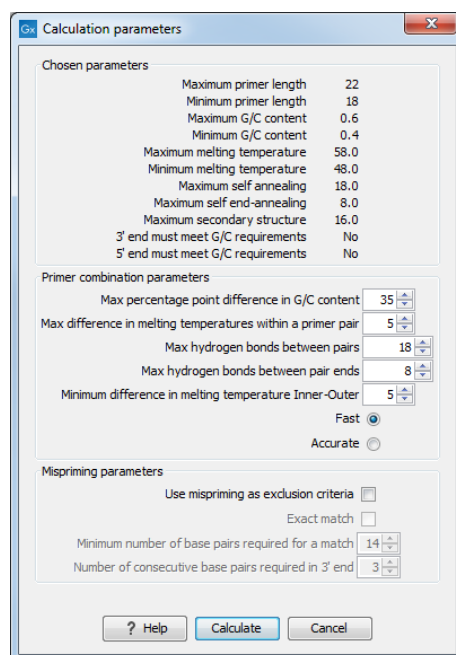 Gx Calculation parameters
Chosen parameters
Maximum primer length 22
Minimum primer length 18
Maximum G/C content 0.6
Minimum G/C content 0.4
Maximum melting temperature 58.0
Minimum melting temperature 48.0
Maximum self annealing 18.0
Maximum self end-annealing 8.0
Maximum secondary structure 16.0
3' end must meet G/C requirements No
5' end must meet G/C requirements No
Primer combination parameters
Max percentage point difference in G/C content 35
Max difference in melting temperatures within a primer pair 5
Max hydrogen bonds between pairs 18
Max hydrogen bonds between pair ends 8
Minimum difference in melting temperature Inner-Outer 5
Fast
Accurate
Mispriming parameters
Use mispriming as exclusion criteria
Exact match
Minimum number of base pairs required for a match 14
Number of consecutive base pairs required in 3' end 3
? Help Calculate Cancel